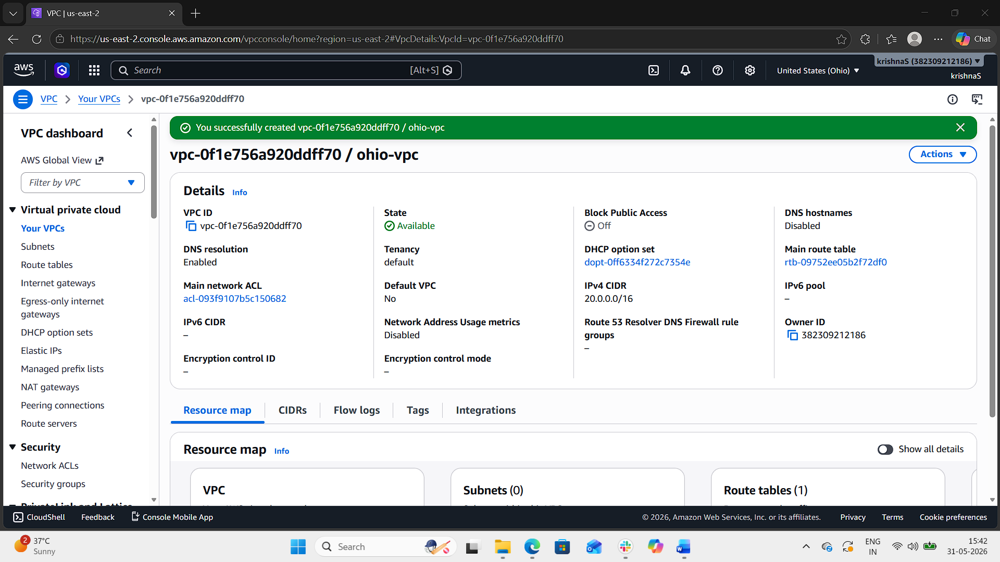 VPC | us-east-2
https://us-east-2.console.aws.amazon.com/vpcconsole/home?region=us-east-2#VpcDetails:VpcId=vpc-0f1e756a920ddff70
Chat
aws
Search
[Alt+S]
United States (Ohio)
krishnaS (382309212186)
krishnaS
VPC
Your VPCs
vpc-0f1e756a920ddff70
VPC dashboard
AWS Global View
Filter by VPC
Virtual private cloud
Your VPCs
Subnets
Route tables
Internet gateways
Egress-only internet
gateways
DHCP option sets
Elastic IPs
Managed prefix lists
NAT gateways
Peering connections
Route servers
Security
Network ACLs
Security groups
PrivateLink and Lattice
You successfully created vpc-0f1e756a920ddff70 / ohio-vpc
vpc-0f1e756a920ddff70 / ohio-vpc
Actions
Details Info
VPC ID
vpc-0f1e756a920ddff70
State
Available
Block Public Access
Off
DNS hostnames
Disabled
DNS resolution
Enabled
Tenancy
default
DHCP option set
dopt-0ff6334f272c7354e
Main route table
rtb-09752ee05b2f72df0
Main network ACL
acl-093f9107b5c150682
Default VPC
No
IPv4 CIDR
20.0.0.0/16
IPv6 pool
–
IPv6 CIDR
–
Network Address Usage metrics
Disabled
Route 53 Resolver DNS Firewall rule
groups
–
Owner ID
382309212186
Encryption control ID
–
Encryption control mode
–
Resource map
CIDRs
Flow logs
Tags
Integrations
Resource map Info
Show all details
VPC
Subnets (0)
Route tables (1)
CloudShell
Feedback
Console Mobile App
© 2026, Amazon Web Services, Inc. or its affiliates.
Privacy
Terms
Cookie preferences
2
37°C
Sunny
Search
ENG
IN
15:42
31-05-2026